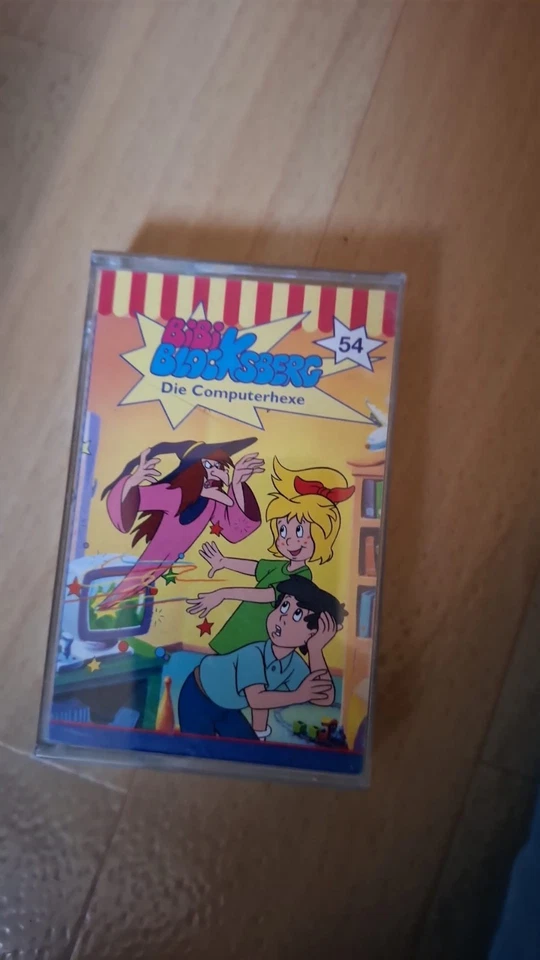 BiBi
BLOCKSBERG
54
Die Computerhexe